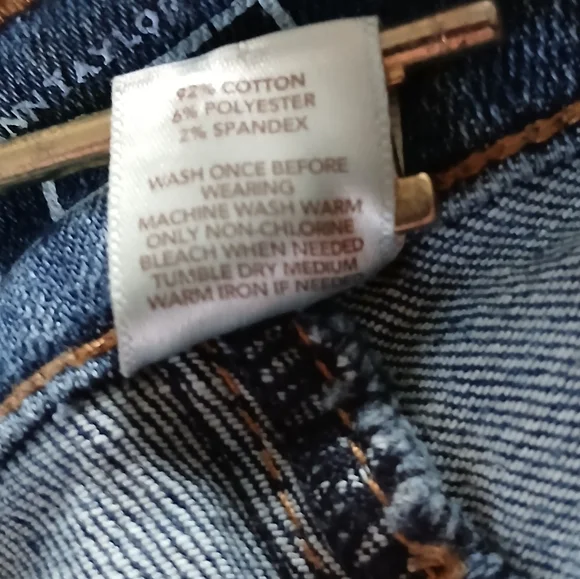 NNYTAYLOR
92% COTTON
6% POLYESTER
2% SPANDEX
WASH ONCE BEFORE
WEARING
MACHINE WASH WARM
ONLY NON-CHLORINE
BLEACH WHEN NEEDED
TUMBLE DRY MEDIUM
WARM IRON IF NEEDED